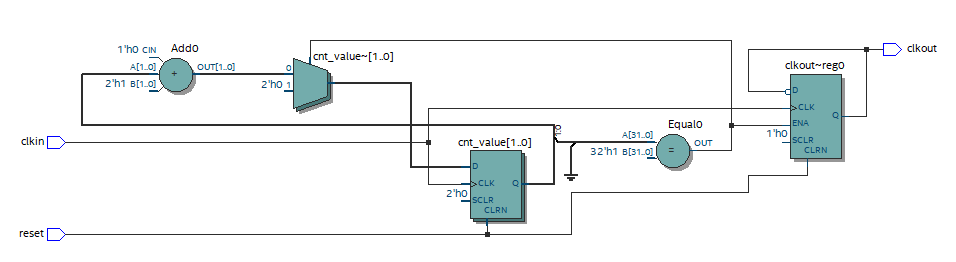 1'h0 CIN
Add0
A[1..0]
+
OUT[1..0]
2'h1 B[1..0]
cnt_value~[1..0]
0
2'h0 1
clkin
reset
cnt_value[1..0]
D
CLK
Q
2'h0
SCLR
CLRN
1:0
Equal0
A[31..0]
=
OUT
32'h1 B[31..0]
clkout~reg0
D
CLK
ENA
Q
1'h0
SCLR
CLRN
clkout